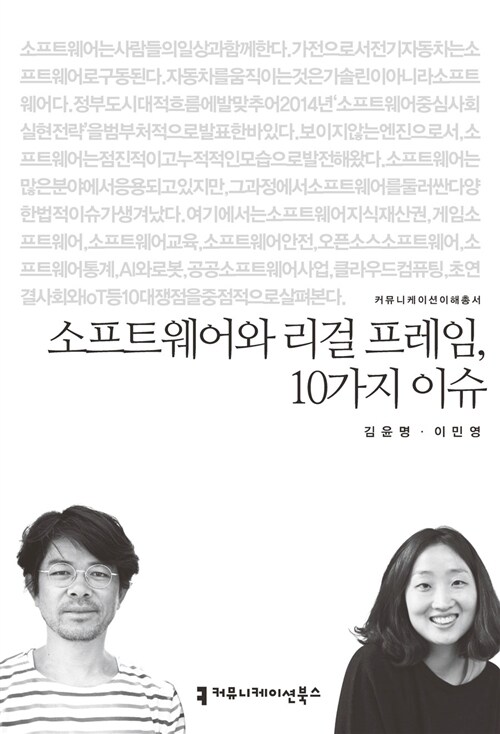 소프트웨어는사람들의일상과함께한다.가전으로서전기자동차는소
프트웨어로구동된다.자동차를움직이는것은가솔린이아니라소프트
웨어다.정부도시대적흐름에발맞추어2014년‘소프트웨어중심사회
실현전략’을범부처적으로발표한바있다.보이지않는엔진으로서,소
프트웨어는점진적이고누적적인모습으로발전해왔다.소프트웨어는
많은분야에서응용되고있지만,그과정에서소프트웨어를둘러싼다양
한법적이슈가생겨났다.여기에서는소프트웨어지식재산권,게임소
프트웨어,소프트웨어교육,소프트웨어안전,오픈소스소프트웨어,소
프트웨어통계,AI와로봇,공공소프트웨어사업,클라우드컴퓨팅,초연
결사회와IoT등10대쟁점을중점적으로살펴본다.
커뮤니케이션이해총서
소프트웨어와 리걸 프레임,
10가지 이슈
김윤명 · 이민영
커뮤니케이션북스